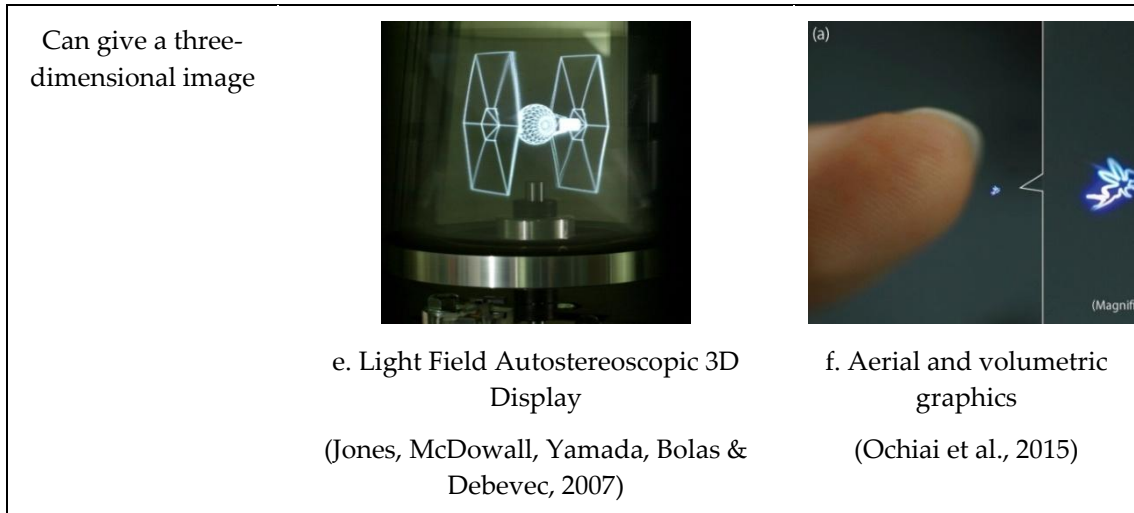 Can give a three-
dimensional image
(a)
(Magnifi
e. Light Field Autostereoscopic 3D
Display
(Jones, McDowall, Yamada, Bolas &
Debevec, 2007)
f. Aerial and volumetric
graphics
(Ochiai et al., 2015)